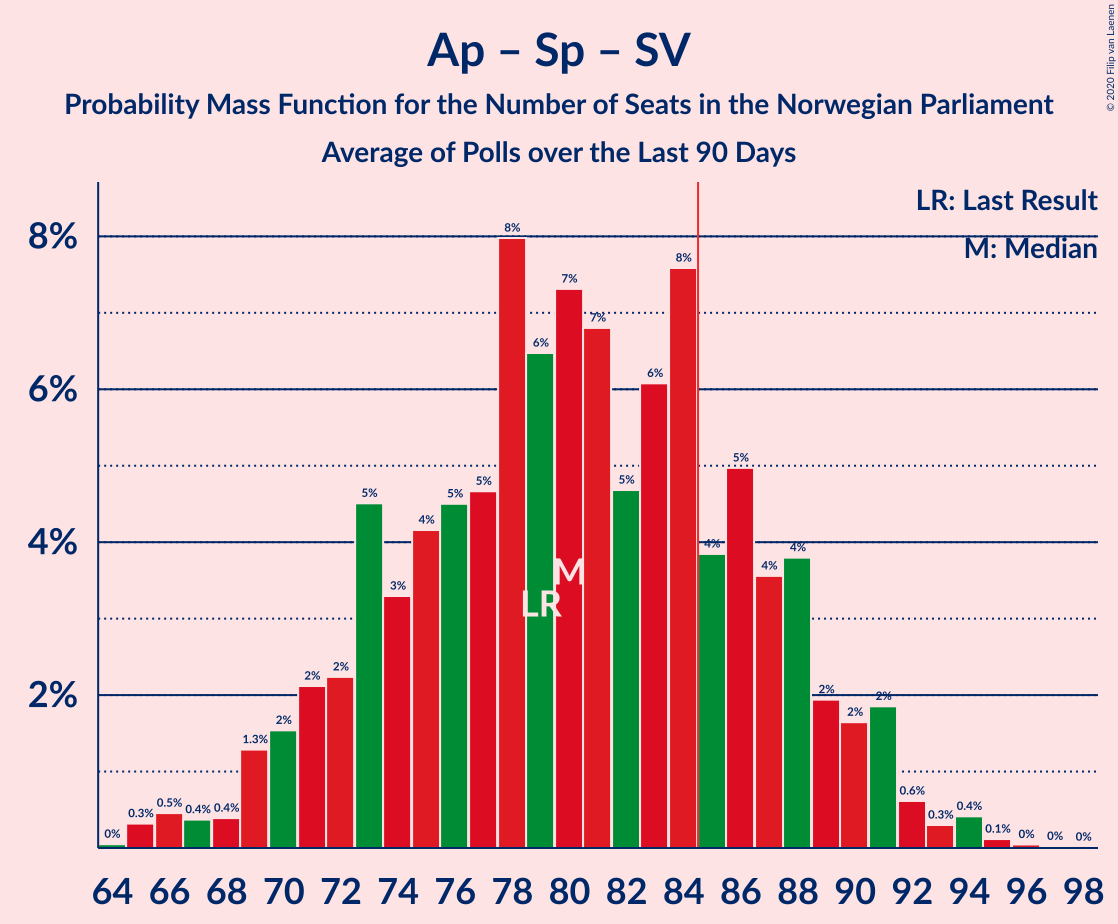 Ap – Sp – SV
Probability Mass Function for the Number of Seats in the Norwegian Parliament
Average of Polls over the Last 90 Days
© 2020 Filip van Laenen
LR: Last Result
M: Median
8%
6%
4%
2%
0% 0.3% 0.5% 0.4% 0.4% 1.3% 2% 2% 2% 5% 3% 4% 5% 5% 8% 6% 7% 7% 5% 6% 8% 4% 5% 4% 4% 2% 2% 2% 0.6% 0.3% 0.4% 0.1% 0% 0% 0%
M
LR
64 66 68 70 72 74 76 78 80 82 84 86 88 90 92 94 96 98